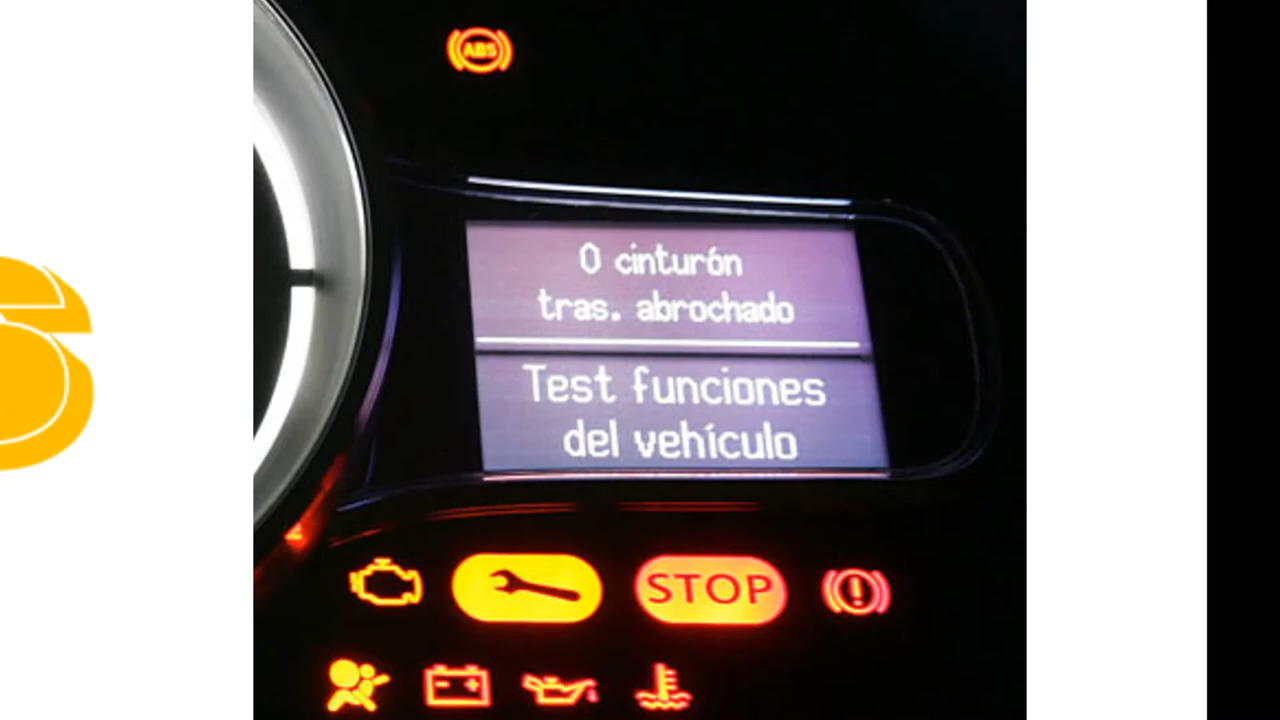 ABS
0 cinturón
tras. abrochado
Test funciones
del vehículo
STOP
S